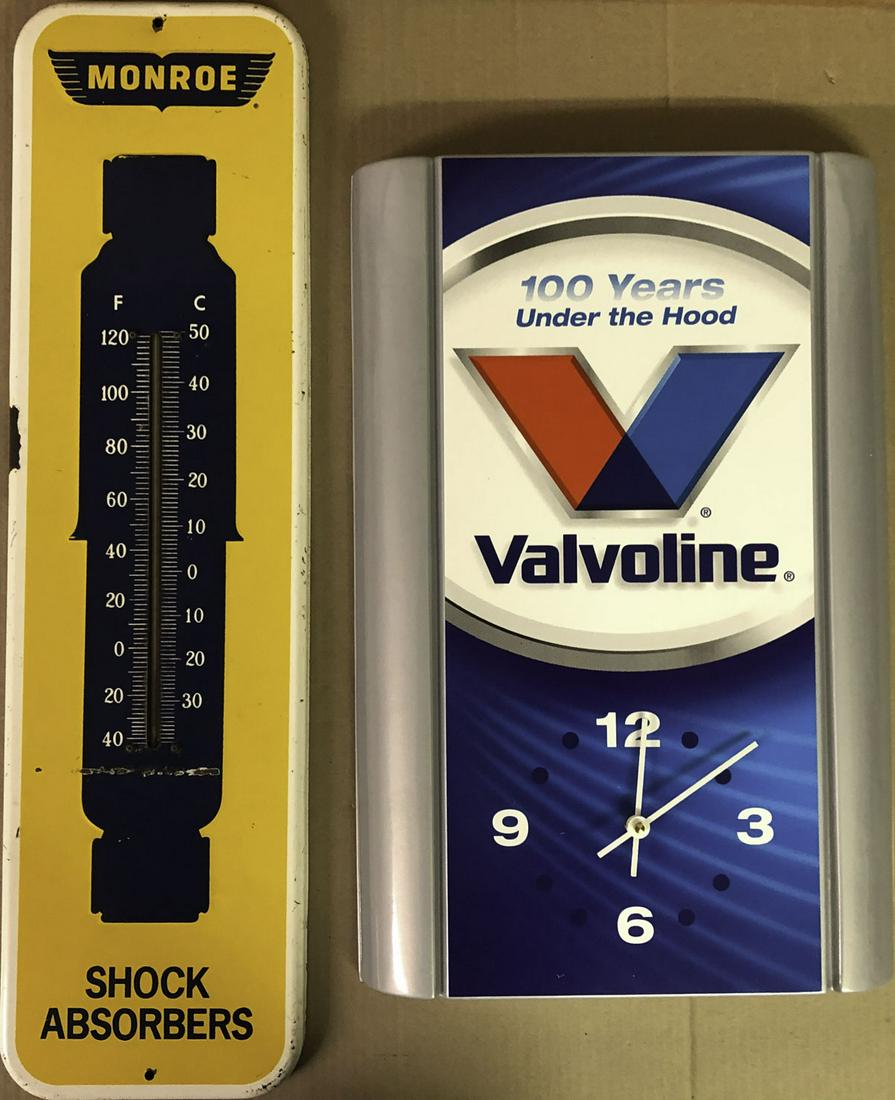 MONROE
F C
120 50
100 40
80 30
60 20
40 10
20 0
0 10
20 20
40 30
SHOCK
ABSORBERS
100 Years
Under the Hood
®
Valvoline®
12
9 3
6